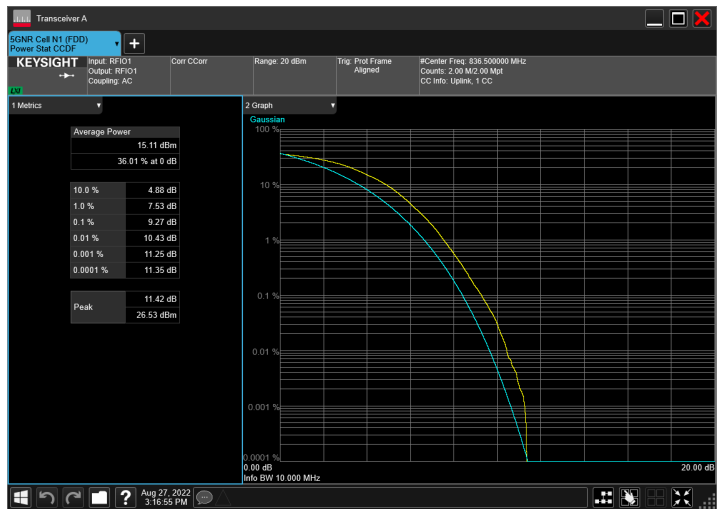 Transceiver A
5GNR Cell N1 (FDD)
Power Stat CCDF
KEYSIGHT
LXI
Input: RFIO1
Output: RFIO1
Coupling: AC
Corr CCorr
Range: 20 dBm
Trig: Prot Frame
Aligned
#Center Freq: 836.500000 MHz
Counts: 2.00 M/2.00 Mpt
CC Info: Uplink, 1 CC
1 Metrics
Average Power
15.11 dBm
36.01 % at 0 dB
10.0 % 4.88 dB
1.0 % 7.53 dB
0.1 % 9.27 dB
0.01 % 10.43 dB
0.001 % 11.25 dB
0.0001 % 11.35 dB
Peak
11.42 dB
26.53 dBm
2 Graph
Gaussian
100 %
10 %
1 %
0.1 %
0.01 %
0.001 %
0.0001 %
0.00 dB
20.00 dB
Info BW 10.000 MHz
?
Aug 27, 2022
3:16:55 PM